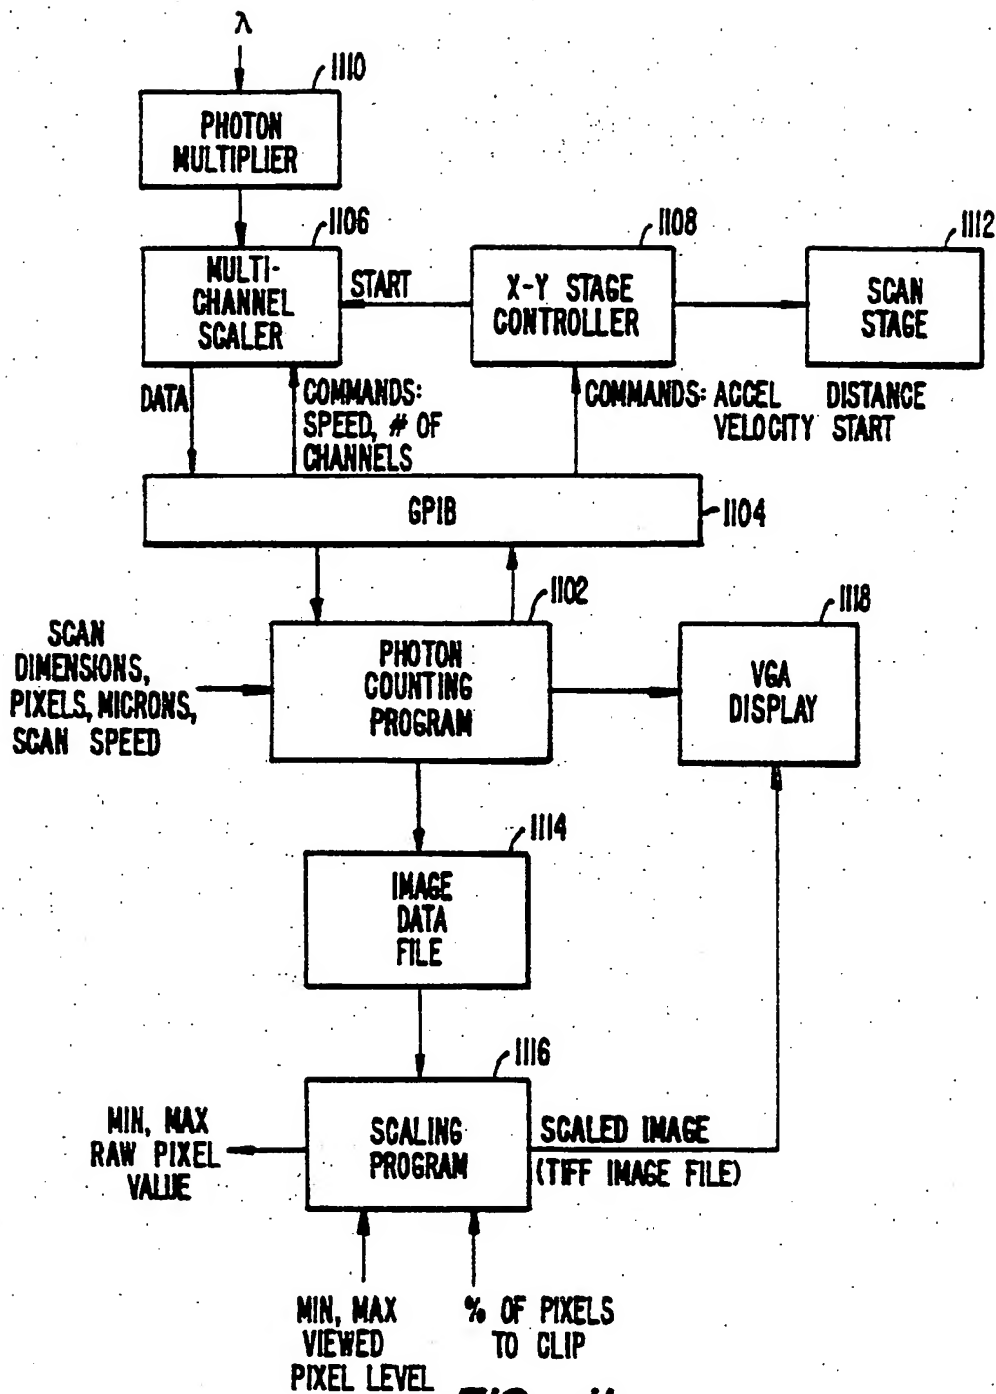 λ
1110
PHOTON
MULTIPLIER
1106
MULTI-
CHANNEL
SCALER
START
1108
X-Y STAGE
CONTROLLER
1112
SCAN
STAGE
DATA
COMMANDS:
SPEED, # OF
CHANNELS
COMMANDS: ACCEL DISTANCE
VELOCITY START
GPIB
1104
1102
SCAN
DIMENSIONS,
PIXELS, MICRONS,
SCAN SPEED
PHOTON
COUNTING
PROGRAM
1118
VGA
DISPLAY
1114
IMAGE
DATA
FILE
1116
SCALING
PROGRAM
MIN, MAX
RAW PIXEL
VALUE
SCALED IMAGE
(TIFF IMAGE FILE)
MIN, MAX
VIEWED
PIXEL LEVEL
% OF PIXELS
TO CLIP